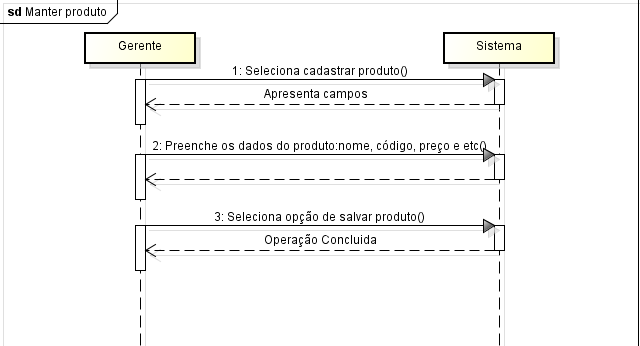 sd Manter produto
Gerente
Sistema
1: Seleciona cadastrar produto()
Apresenta campos
2: Preenche os dados do produto:nome, código, preço e etc()
3: Seleciona opção de salvar produto()
Operação Concluida